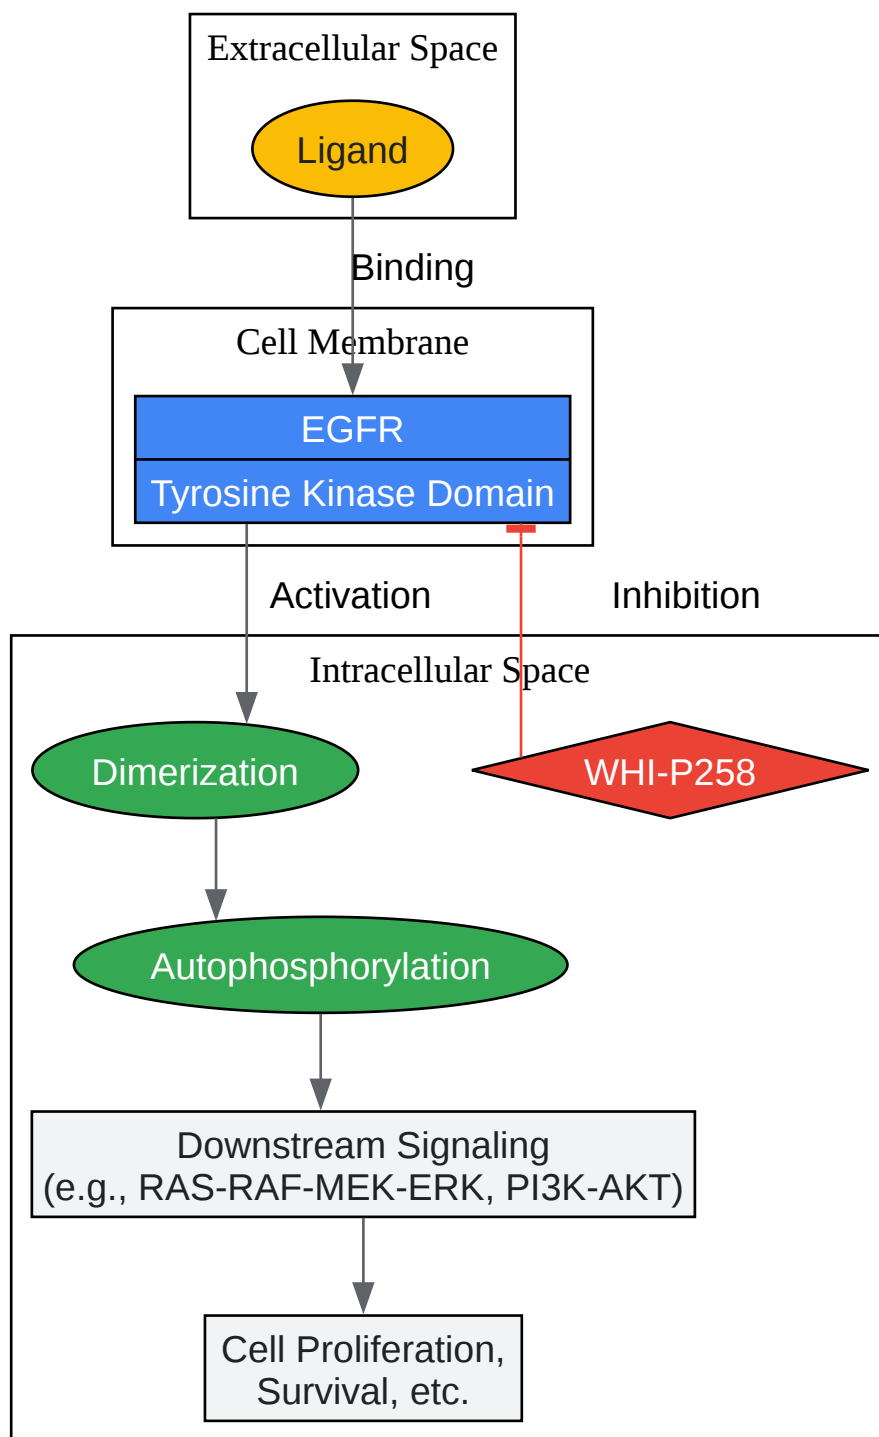 Extracellular Space
Ligand
Binding
Cell Membrane
EGFR
Tyrosine Kinase Domain
Activation
Inhibition
Intracellular Space
Dimerization
WHI-P258
Autophosphorylation
Downstream Signaling
(e.g., RAS-RAF-MEK-ERK, PI3K-AKT)
Cell Proliferation,
Survival, etc.